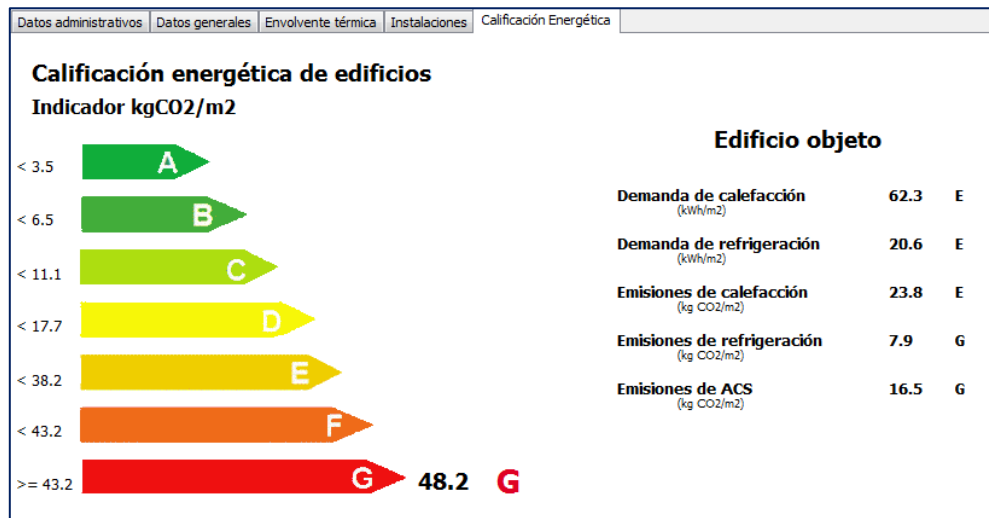 Datos administrativos Datos generales Envolvente térmica Instalaciones Calificación Energética
Calificación energética de edificios
Indicador kgCO2/m2
< 3.5 A
< 6.5 B
< 11.1 C
< 17.7 D
< 38.2 E
< 43.2 F
>= 43.2 G 48.2 G
Edificio objeto
Demanda de calefacción 62.3 E
(kWh/m2)
Demanda de refrigeración 20.6 E
(kWh/m2)
Emisiones de calefacción 23.8 E
(kg CO2/m2)
Emisiones de refrigeración 7.9 G
(kg CO2/m2)
Emisiones de ACS 16.5 G
(kg CO2/m2)